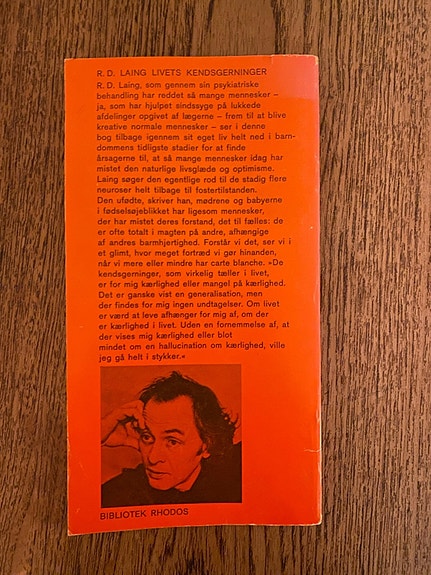 R. D. LAING LIVETS KENDSGERNINGER
R. D. Laing, som gennem sin psykiatriske
behandling har reddet så mange mennesker –
ja, som har hjulpet sindssyge på lukkede
afdelinger opgivet af lægerne – frem til at blive
kreative normale mennesker – ser i denne
bog tilbage igennem sit eget liv helt ned i barn-
dommens tidligste stadier for at finde
årsagerne til, at så mange mennesker idag har
mistet den naturlige livsglæde og optimisme.
Laing søger den egentlige rod til de stadig flere
neuroser helt tilbage til fostertilstanden.
Den ufødte, skriver han, mødrene og babyerne
i fødselsøjeblikket har ligesom mennesker,
der har mistet deres forstand, det til fælles: de
er ofte totalt i magten på andre, afhængige
af andres barmhjertighed. Forstår vi det, ser vi i
et glimt, hvor meget fortræd vi gør hinanden,
når vi mere eller mindre har carte blanche. »De
kendsgerninger, som virkelig tæller i livet,
er for mig kærlighed eller mangel på kærlighed.
Det er ganske vist en generalisation, men
der findes for mig ingen undtagelser. Om livet
er værd at leve afhænger for mig af, om der
er kærlighed i livet. Uden en fornemmelse af, at
der vises mig kærlighed eller blot
mindet om en hallucination om kærlighed, ville
jeg gå helt i stykker.«
BIBLIOTEK RHODOS